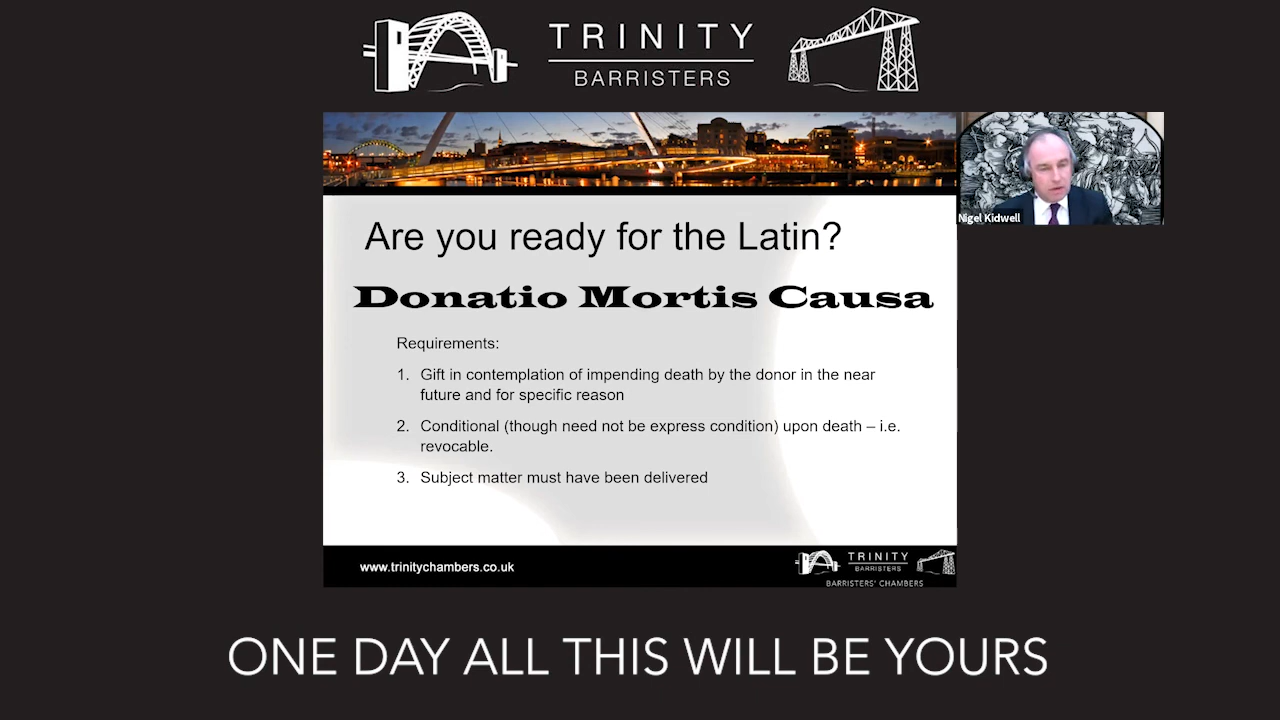 TRINITY
BARRISTERS
Nigel Kidwell
Are you ready for the Latin?
Donatio Mortis Causa
Requirements:
1. Gift in contemplation of impending death by the donor in the near
future and for specific reason
2. Conditional (though need not be express condition) upon death – i.e.
revocable.
3. Subject matter must have been delivered
www.trinitychambers.co.uk
TRINITY
BARRISTERS
BARRISTERS' CHAMBERS
ONE DAY ALL THIS WILL BE YOURS